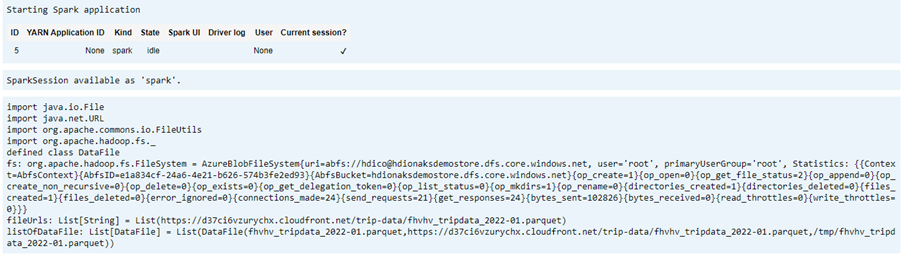 Starting Spark application
ID YARN Application ID Kind State Spark UI Driver log User Current session?
5 None spark idle None ✓
SparkSession available as 'spark'.
import java.io.File
import java.net.URL
import org.apache.commons.io.FileUtils
import org.apache.hadoop.fs._
defined class DataFile
fs: org.apache.hadoop.fs.FileSystem = AzureBlobFileSystem{uri=abfs://hdico@hdionaksdemostore.dfs.core.windows.net, user='root', primaryUserGroup='root', Statistics: {{Contex
t=AbfsContext}{AbfsID=e1a834cf-24a6-4e21-b626-574b3fe2ed93}{AbfsBucket=hdionaksdemostore.dfs.core.windows.net}{op_create=1}{op_open=0}{op_get_file_status=2}{op_append=0}{op_
create_non_recursive=0}{op_delete=0}{op_exists=0}{op_get_delegation_token=0}{op_list_status=0}{op_mkdirs=1}{op_rename=0}{directories_created=1}{directories_deleted=0}{files_
created=1}{files_deleted=0}{error_ignored=0}{connections_made=24}{send_requests=21}{get_responses=24}{bytes_sent=102826}{bytes_received=0}{read_throttles=0}{write_throttles=
0}}}
fileUrls: List[String] = List(https://d37ci6vzurychx.cloudfront.net/trip-data/fhvhv_tripdata_2022-01.parquet)
listOfDataFile: List[DataFile] = List(DataFile(fhvhv_tripdata_2022-01.parquet,https://d37ci6vzurychx.cloudfront.net/trip-data/fhvhv_tripdata_2022-01.parquet,/tmp/fhvhv_tripd
ata_2022-01.parquet))